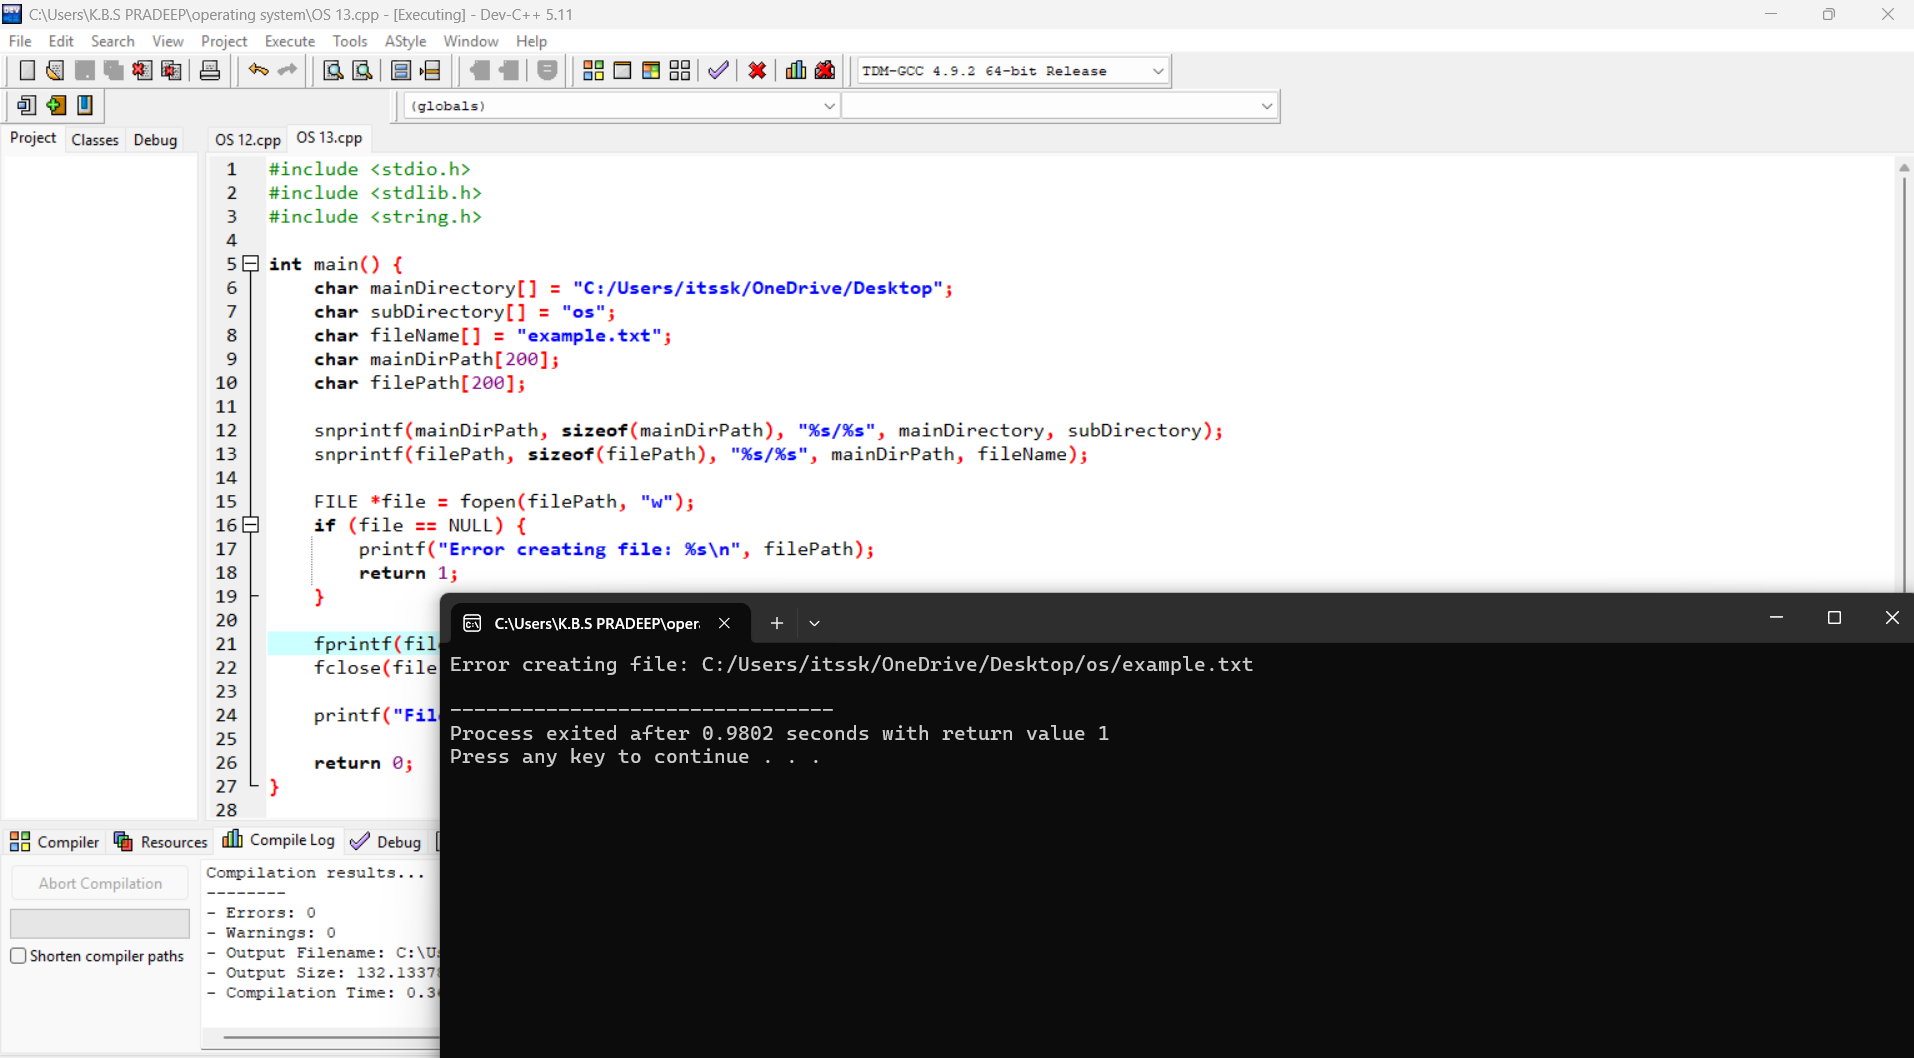 C:\Users\K.B.S PRADEEP\operating system\OS 13.cpp - [Executing] - Dev-C++ 5.11
File Edit Search View Project Execute Tools AStyle Window Help
TDM-GCC 4.9.2 64-bit Release
(globals)
Project Classes Debug OS 12.cpp OS 13.cpp
1 #include <stdio.h>
2 #include <stdlib.h>
3 #include <string.h>
4
5 int main() {
6 char mainDirectory[] = "C:/Users/itssk/OneDrive/Desktop";
7 char subDirectory[] = "os";
8 char fileName[] = "example.txt";
9 char mainDirPath[200];
10 char filePath[200];
11
12 snprintf(mainDirPath, sizeof(mainDirPath), "%s/%s", mainDirectory, subDirectory);
13 snprintf(filePath, sizeof(filePath), "%s/%s", mainDirPath, fileName);
14
15 FILE *file = fopen(filePath, "w");
16 if (file == NULL) {
17 printf("Error creating file: %s\n", filePath);
18 return 1;
19 }
20
21 fprintf(fil
22 fclose(file
23
24 printf("Fil
25
26 return 0;
27 }
28
C:\Users\K.B.S PRADEEP\oper
Error creating file: C:/Users/itssk/OneDrive/Desktop/os/example.txt
--------------------------------
Process exited after 0.9802 seconds with return value 1
Press any key to continue . . .
Compiler Resources Compile Log Debug
Abort Compilation
Shorten compiler paths
Compilation results...
--------
- Errors: 0
- Warnings: 0
- Output Filename: C:\Us
- Output Size: 132.1337
- Compilation Time: 0.3